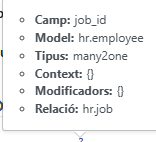 Camp: job_id
Model: hr.employee
Tipus: many2one
Context: {}
Modificadors: {}
Relació: hr.job
?